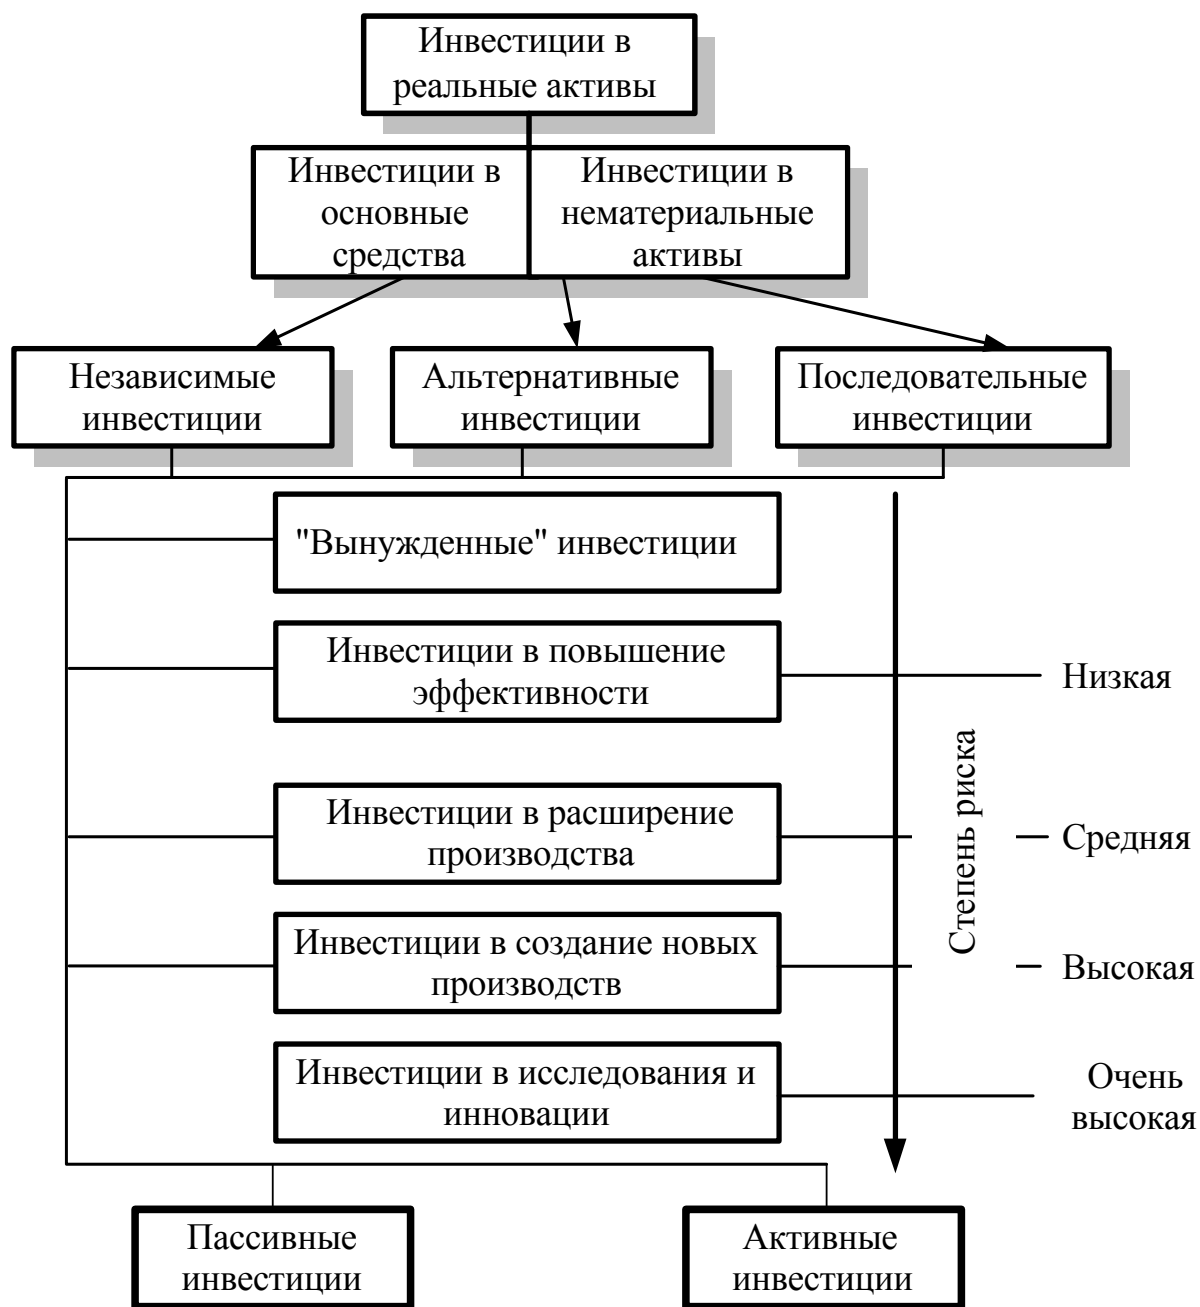 Инвестиции в
реальные активы
Инвестиции в
основные
средства
Инвестиции в
нематериальные
активы
Независимые
инвестиции
Альтернативные
инвестиции
Последовательные
инвестиции
"Вынужденные" инвестиции
Инвестиции в повышение
эффективности
Низкая
Степень риска
Инвестиции в расширение
производства
Средняя
Инвестиции в создание новых
производств
Высокая
Инвестиции в исследования и
инновации
Очень
высокая
Пассивные
инвестиции
Активные
инвестиции